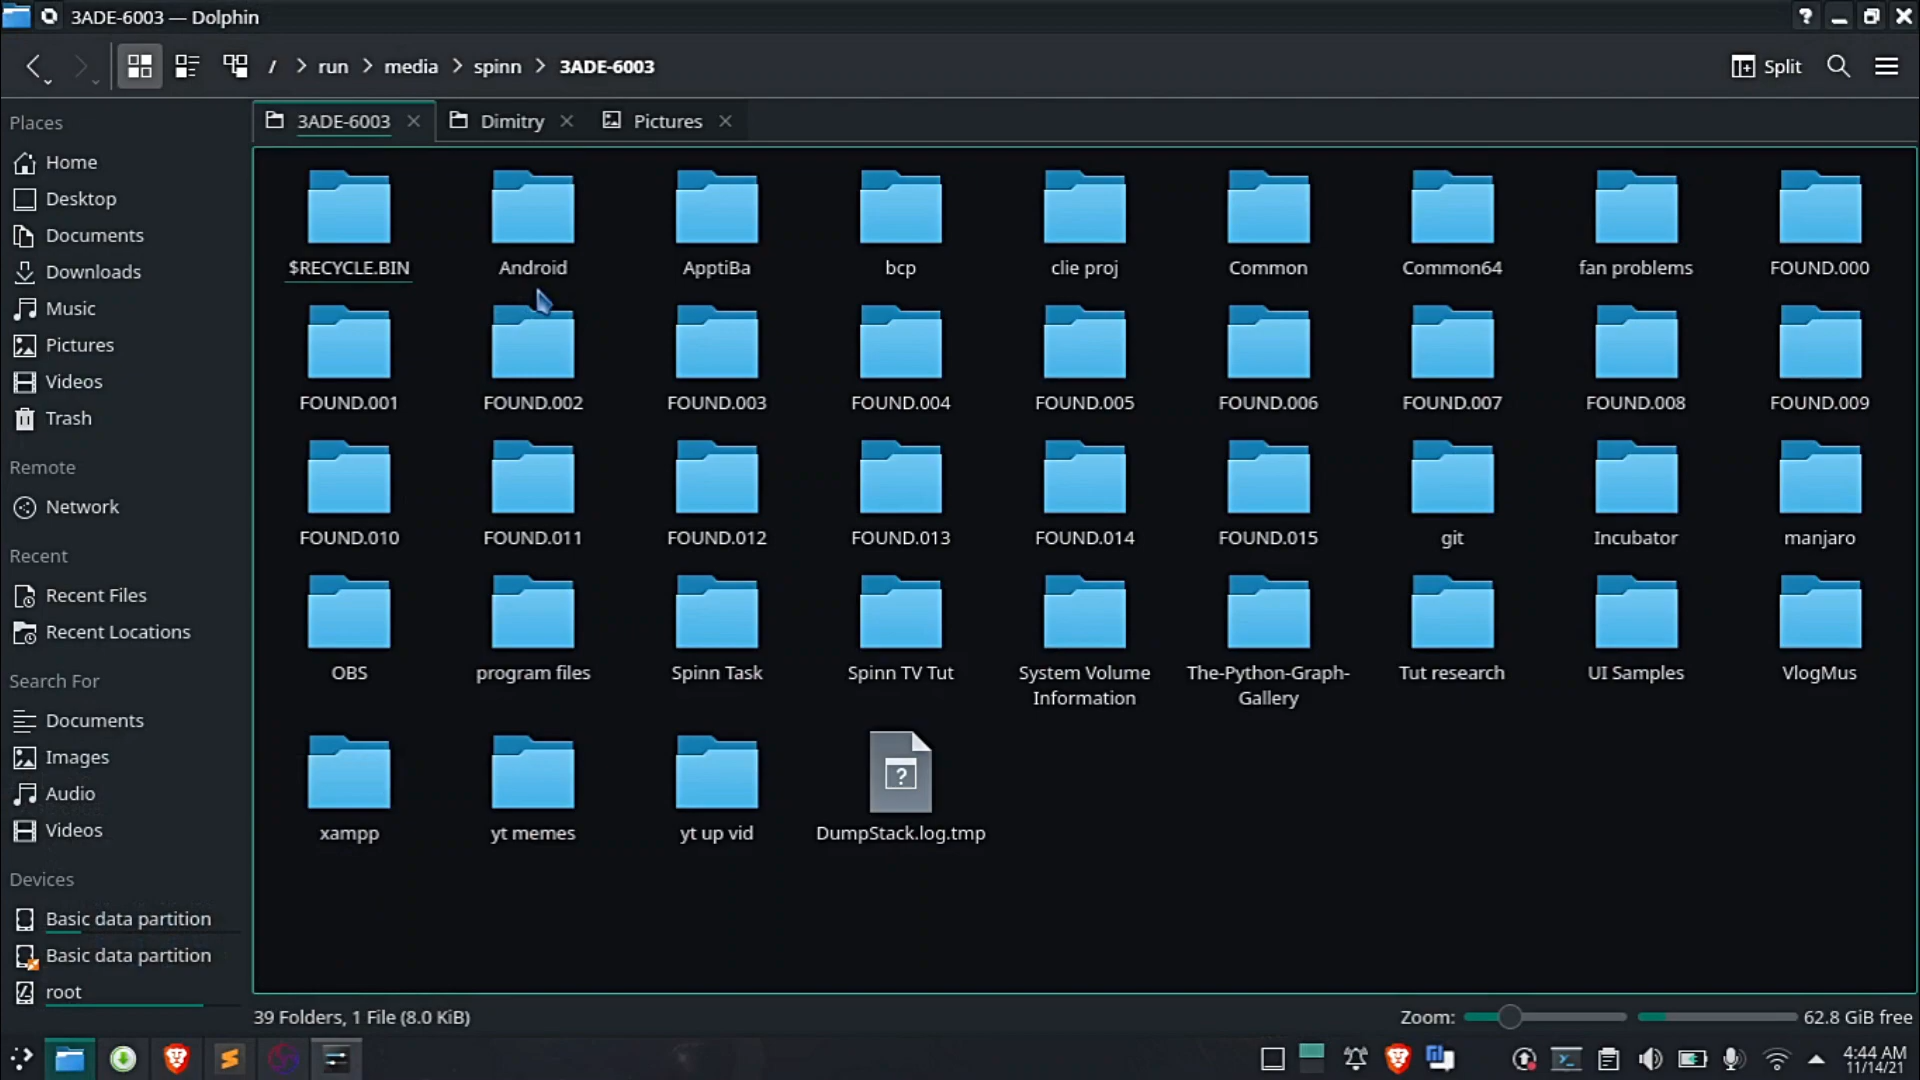 3ADE-6003 — Dolphin
/ > run > media > spinn > 3ADE-6003
Split
Places
Home
Desktop
Documents
Downloads
Music
Pictures
Videos
Trash
Remote
Network
Recent
Recent Files
Recent Locations
Search For
Documents
Images
Audio
Videos
Devices
Basic data partition
Basic data partition
root
3ADE-6003 Dimitry Pictures
$RECYCLE.BIN Android ApptiBa bcp clie proj Common Common64 fan problems FOUND.000
FOUND.001 FOUND.002 FOUND.003 FOUND.004 FOUND.005 FOUND.006 FOUND.007 FOUND.008 FOUND.009
FOUND.010 FOUND.011 FOUND.012 FOUND.013 FOUND.014 FOUND.015 git Incubator manjaro
OBS program files Spinn Task Spinn TV Tut System Volume The-Python-Graph- Tut research UI Samples VlogMus
Information Gallery
xampp yt memes yt up vid DumpStack.log.tmp
39 Folders, 1 File (8.0 KiB) Zoom: 62.8 GiB free
4:44 AM
11/14/21